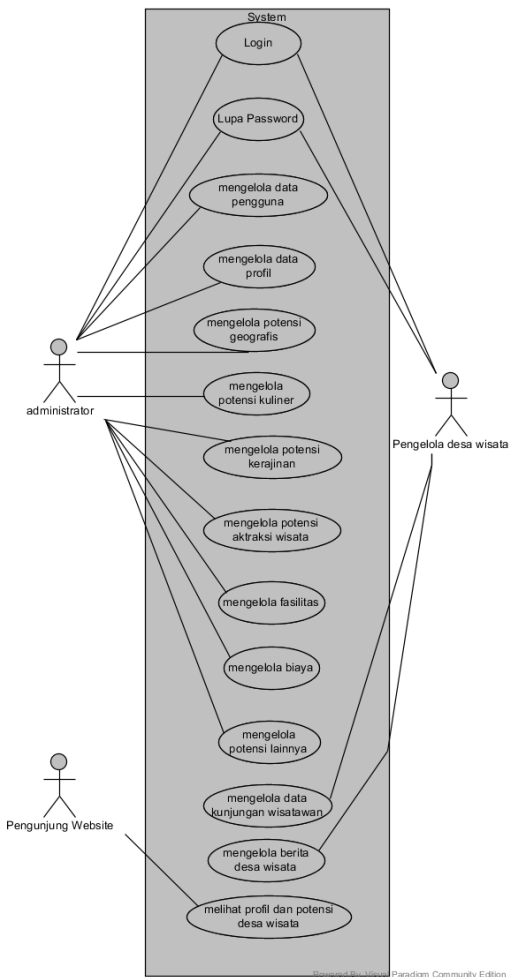 System
Login
Lupa Password
mengelola data
pengguna
mengelola data
profil
mengelola potensi
geografis
mengelola
potensi kuliner
administrator
Pengelola desa wisata
mengelola potensi
kerajinan
mengelola potensi
aktraksi wisata
mengelola fasilitas
mengelola biaya
mengelola
potensi lainnya
mengelola data
kunjungan wisatawan
Pengunjung Website
mengelola berita
desa wisata
melihat profil dan potensi
desa wisata
Powered By Visual Paradigm Community Edition